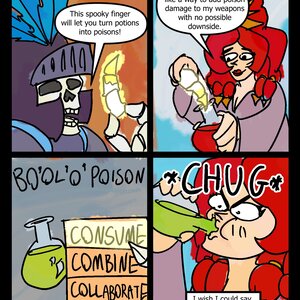 This spooky finger
will let you turn potions
into poisons!
like a way to add poison
damage to my weapons
with no possible
downside.
BO'OL'O' POISON
CONSUME
COMBINE
COLLABORATE
*CHUG*
I wish I could say